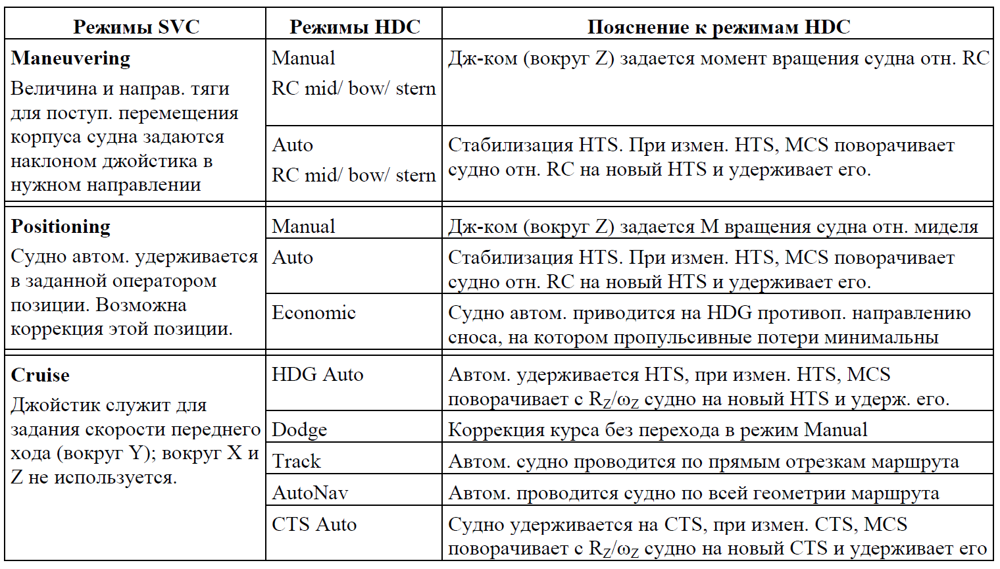 Режимы SVC
Режимы HDC
Пояснение к режимам HDC
Maneuvering
Величина и направ. тяги
для поступ. перемещения
корпуса судна задаются
наклоном джойстика в
нужном направлении
Manual
RC mid/ bow/ stern
Дж-ком (вокруг Z) задается момент вращения судна отн. RC
Auto
RC mid/ bow/ stern
Стабилизация HTS. При измен. HTS, MCS поворачивает
судно отн. RC на новый HTS и удерживает его.
Positioning
Судно автом. удерживается
в заданной оператором
позиции. Возможна
коррекция этой позиции.
Manual
Дж-ком (вокруг Z) задается М вращения судна отн. миделя
Auto
Стабилизация HTS. При измен. HTS, MCS поворачивает
судно отн. RC на новый HTS и удерживает его.
Economic
Судно автом. приводится на HDG противоп. направлению
сноса, на котором пропульсивные потери минимальны
Cruise
Джойстик служит для
задания скорости переднего
хода (вокруг Y); вокруг X и
Z не используется.
HDG Auto
Автом. удерживается HTS, при измен. HTS, MCS
поворачивает с RZ/ωZ судно на новый HTS и удерж. его.
Dodge
Коррекция курса без перехода в режим Manual
Track
Автом. судно проводится по прямым отрезкам маршрута
AutoNav
Автом. проводится судно по всей геометрии маршрута
CTS Auto
Судно удерживается на CTS, при измен. CTS, MCS
поворачивает с RZ/ωZ судно на новый CTS и удерживает его